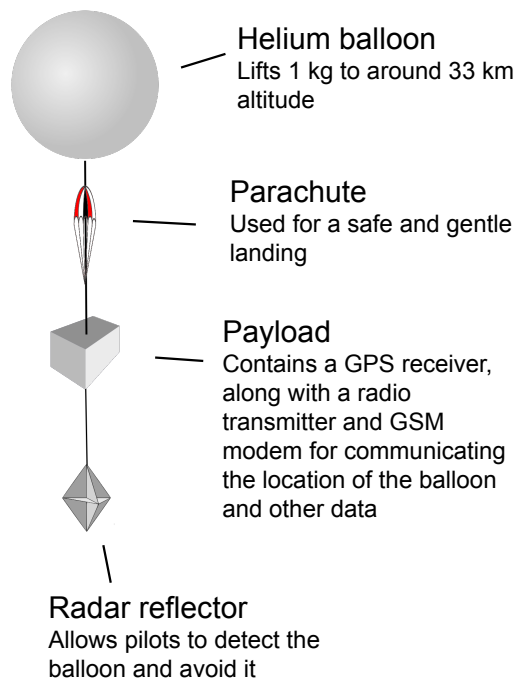 Helium balloon
Lifts 1 kg to around 33 km
altitude
Parachute
Used for a safe and gentle
landing
Payload
Contains a GPS receiver,
along with a radio
transmitter and GSM
modem for communicating
the location of the balloon
and other data
Radar reflector
Allows pilots to detect the
balloon and avoid it